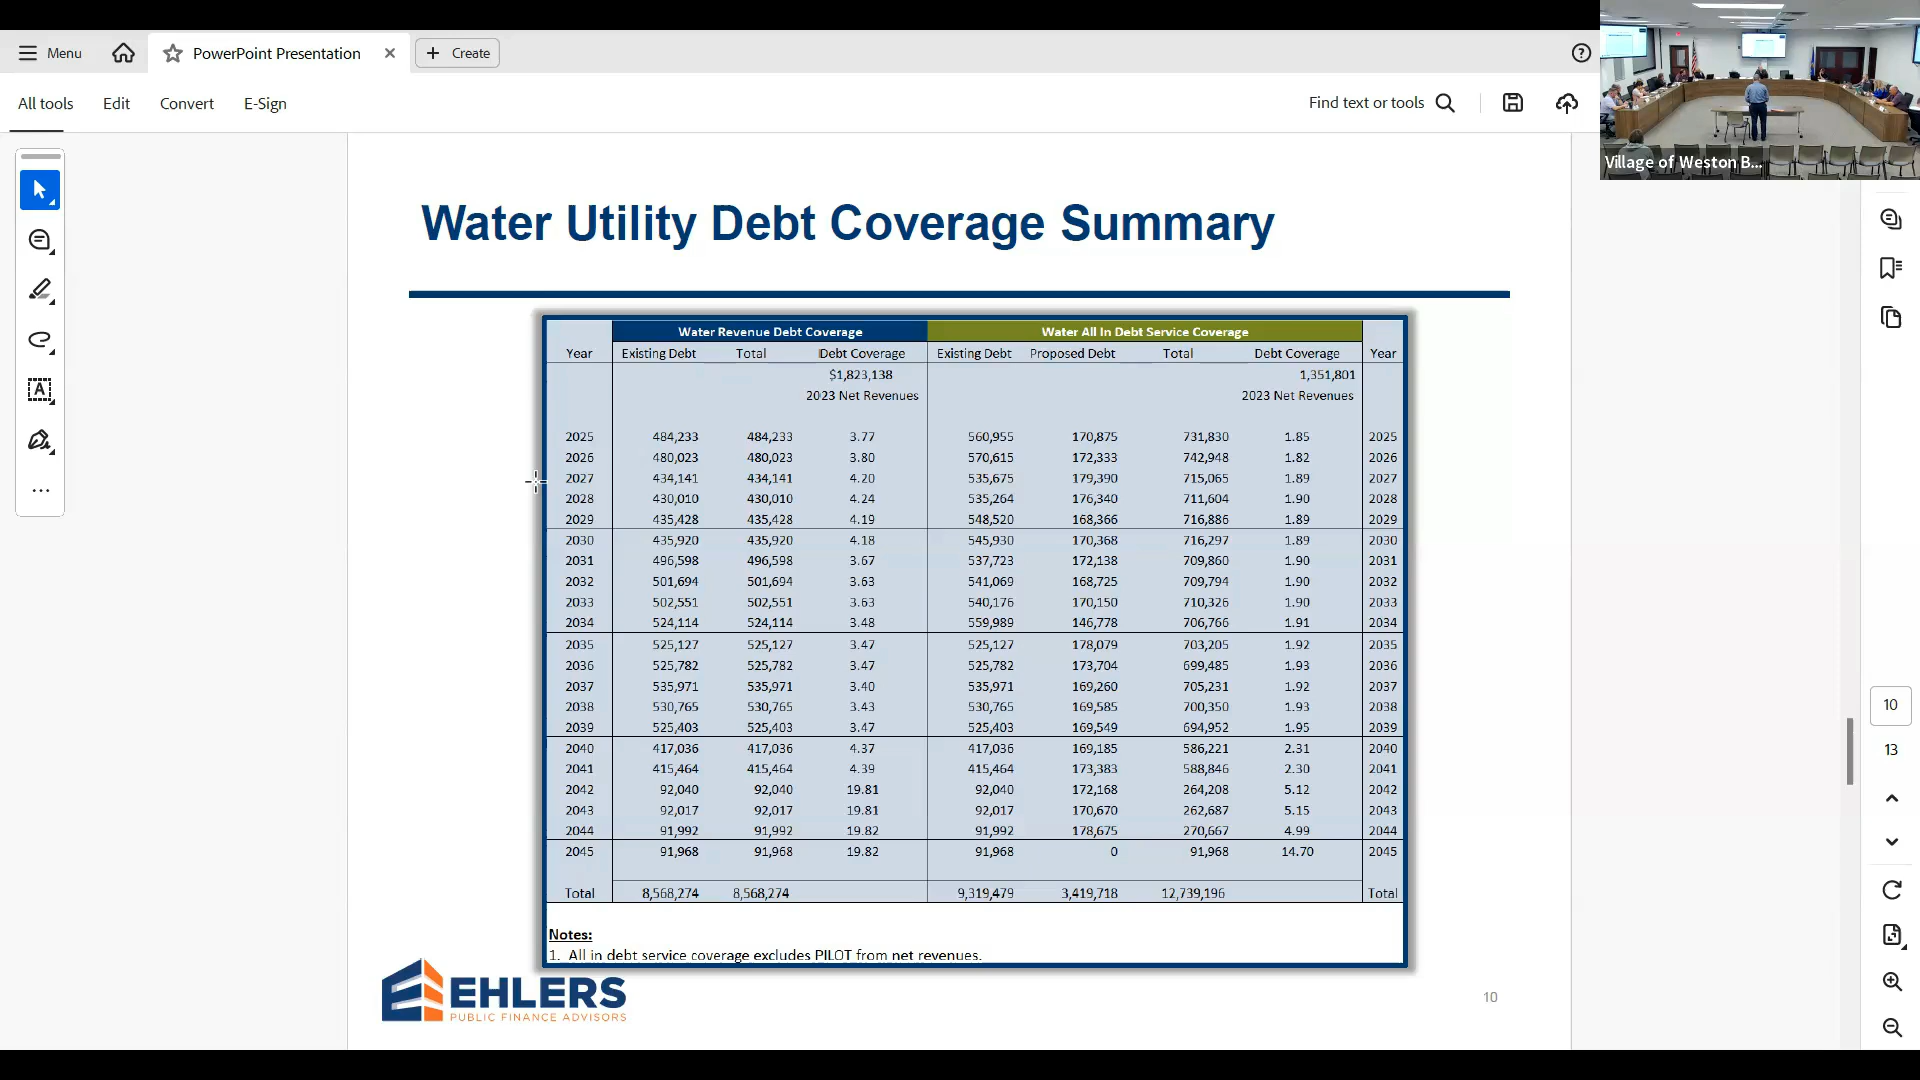 Menu
PowerPoint Presentation
Create
All tools Edit Convert E-Sign
Find text or tools
Village of Weston B...
Water Utility Debt Coverage Summary
Water Revenue Debt Coverage Water All In Debt Service Coverage
Year Existing Debt Total Debt Coverage Existing Debt Proposed Debt Total Debt Coverage Year
$1,823,138 1,351,801
2023 Net Revenues 2023 Net Revenues
2025 484,233 484,233 3.77 560,955 170,875 731,830 1.85 2025
2026 480,023 480,023 3.80 570,615 172,333 742,948 1.82 2026
2027 434,141 434,141 4.20 535,675 179,390 715,065 1.89 2027
2028 430,010 430,010 4.24 535,264 176,340 711,604 1.90 2028
2029 435,428 435,428 4.19 548,520 168,366 716,886 1.89 2029
2030 435,920 435,920 4.18 545,930 170,368 716,297 1.89 2030
2031 496,598 496,598 3.67 537,723 172,138 709,860 1.90 2031
2032 501,694 501,694 3.63 541,069 168,725 709,794 1.90 2032
2033 502,551 502,551 3.63 540,176 170,150 710,326 1.90 2033
2034 524,114 524,114 3.48 559,989 146,778 706,766 1.91 2034
2035 525,127 525,127 3.47 525,127 178,079 703,205 1.92 2035
2036 525,782 525,782 3.47 525,782 173,704 699,485 1.93 2036
2037 535,971 535,971 3.40 535,971 169,260 705,231 1.92 2037
2038 530,765 530,765 3.43 530,765 169,585 700,350 1.93 2038
2039 525,403 525,403 3.47 525,403 169,549 694,952 1.95 2039
2040 417,036 417,036 4.37 417,036 169,185 586,221 2.31 2040
2041 415,464 415,464 4.39 415,464 173,383 588,846 2.30 2041
2042 92,040 92,040 19.81 92,040 172,168 264,208 5.12 2042
2043 92,017 92,017 19.81 92,017 170,670 262,687 5.15 2043
2044 91,992 91,992 19.82 91,992 178,675 270,667 4.99 2044
2045 91,968 91,968 19.82 91,968 0 91,968 14.70 2045
Total 8,568,274 8,568,274 9,319,479 3,419,718 12,739,196 Total
Notes:
1. All in debt service coverage excludes PILOT from net revenues.
EHLERS
PUBLIC FINANCE ADVISORS
10
10
13